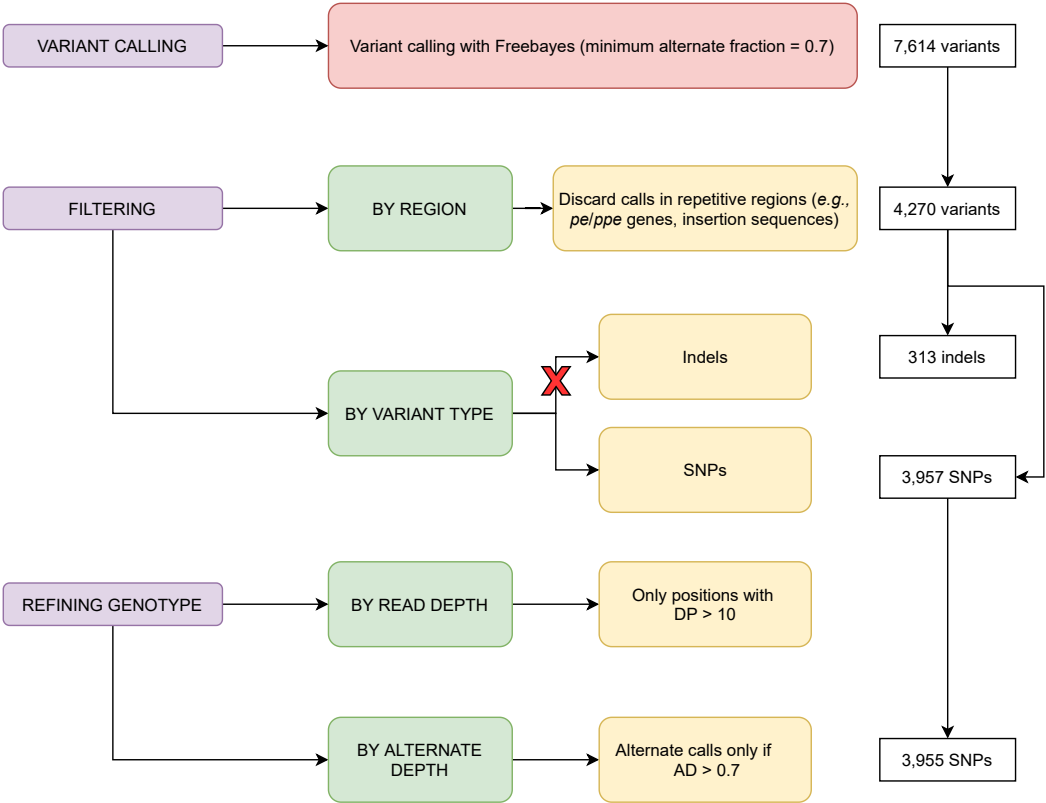 VARIANT CALLING
Variant calling with Freebayes (minimum alternate fraction = 0.7)
7,614 variants
FILTERING
BY REGION
Discard calls in repetitive regions (e.g.,
pe/ppe genes, insertion sequences)
4,270 variants
Indels
313 indels
BY VARIANT TYPE
SNPs
3,957 SNPs
REFINING GENOTYPE
BY READ DEPTH
Only positions with
DP > 10
BY ALTERNATE
DEPTH
Alternate calls only if
AD > 0.7
3,955 SNPs